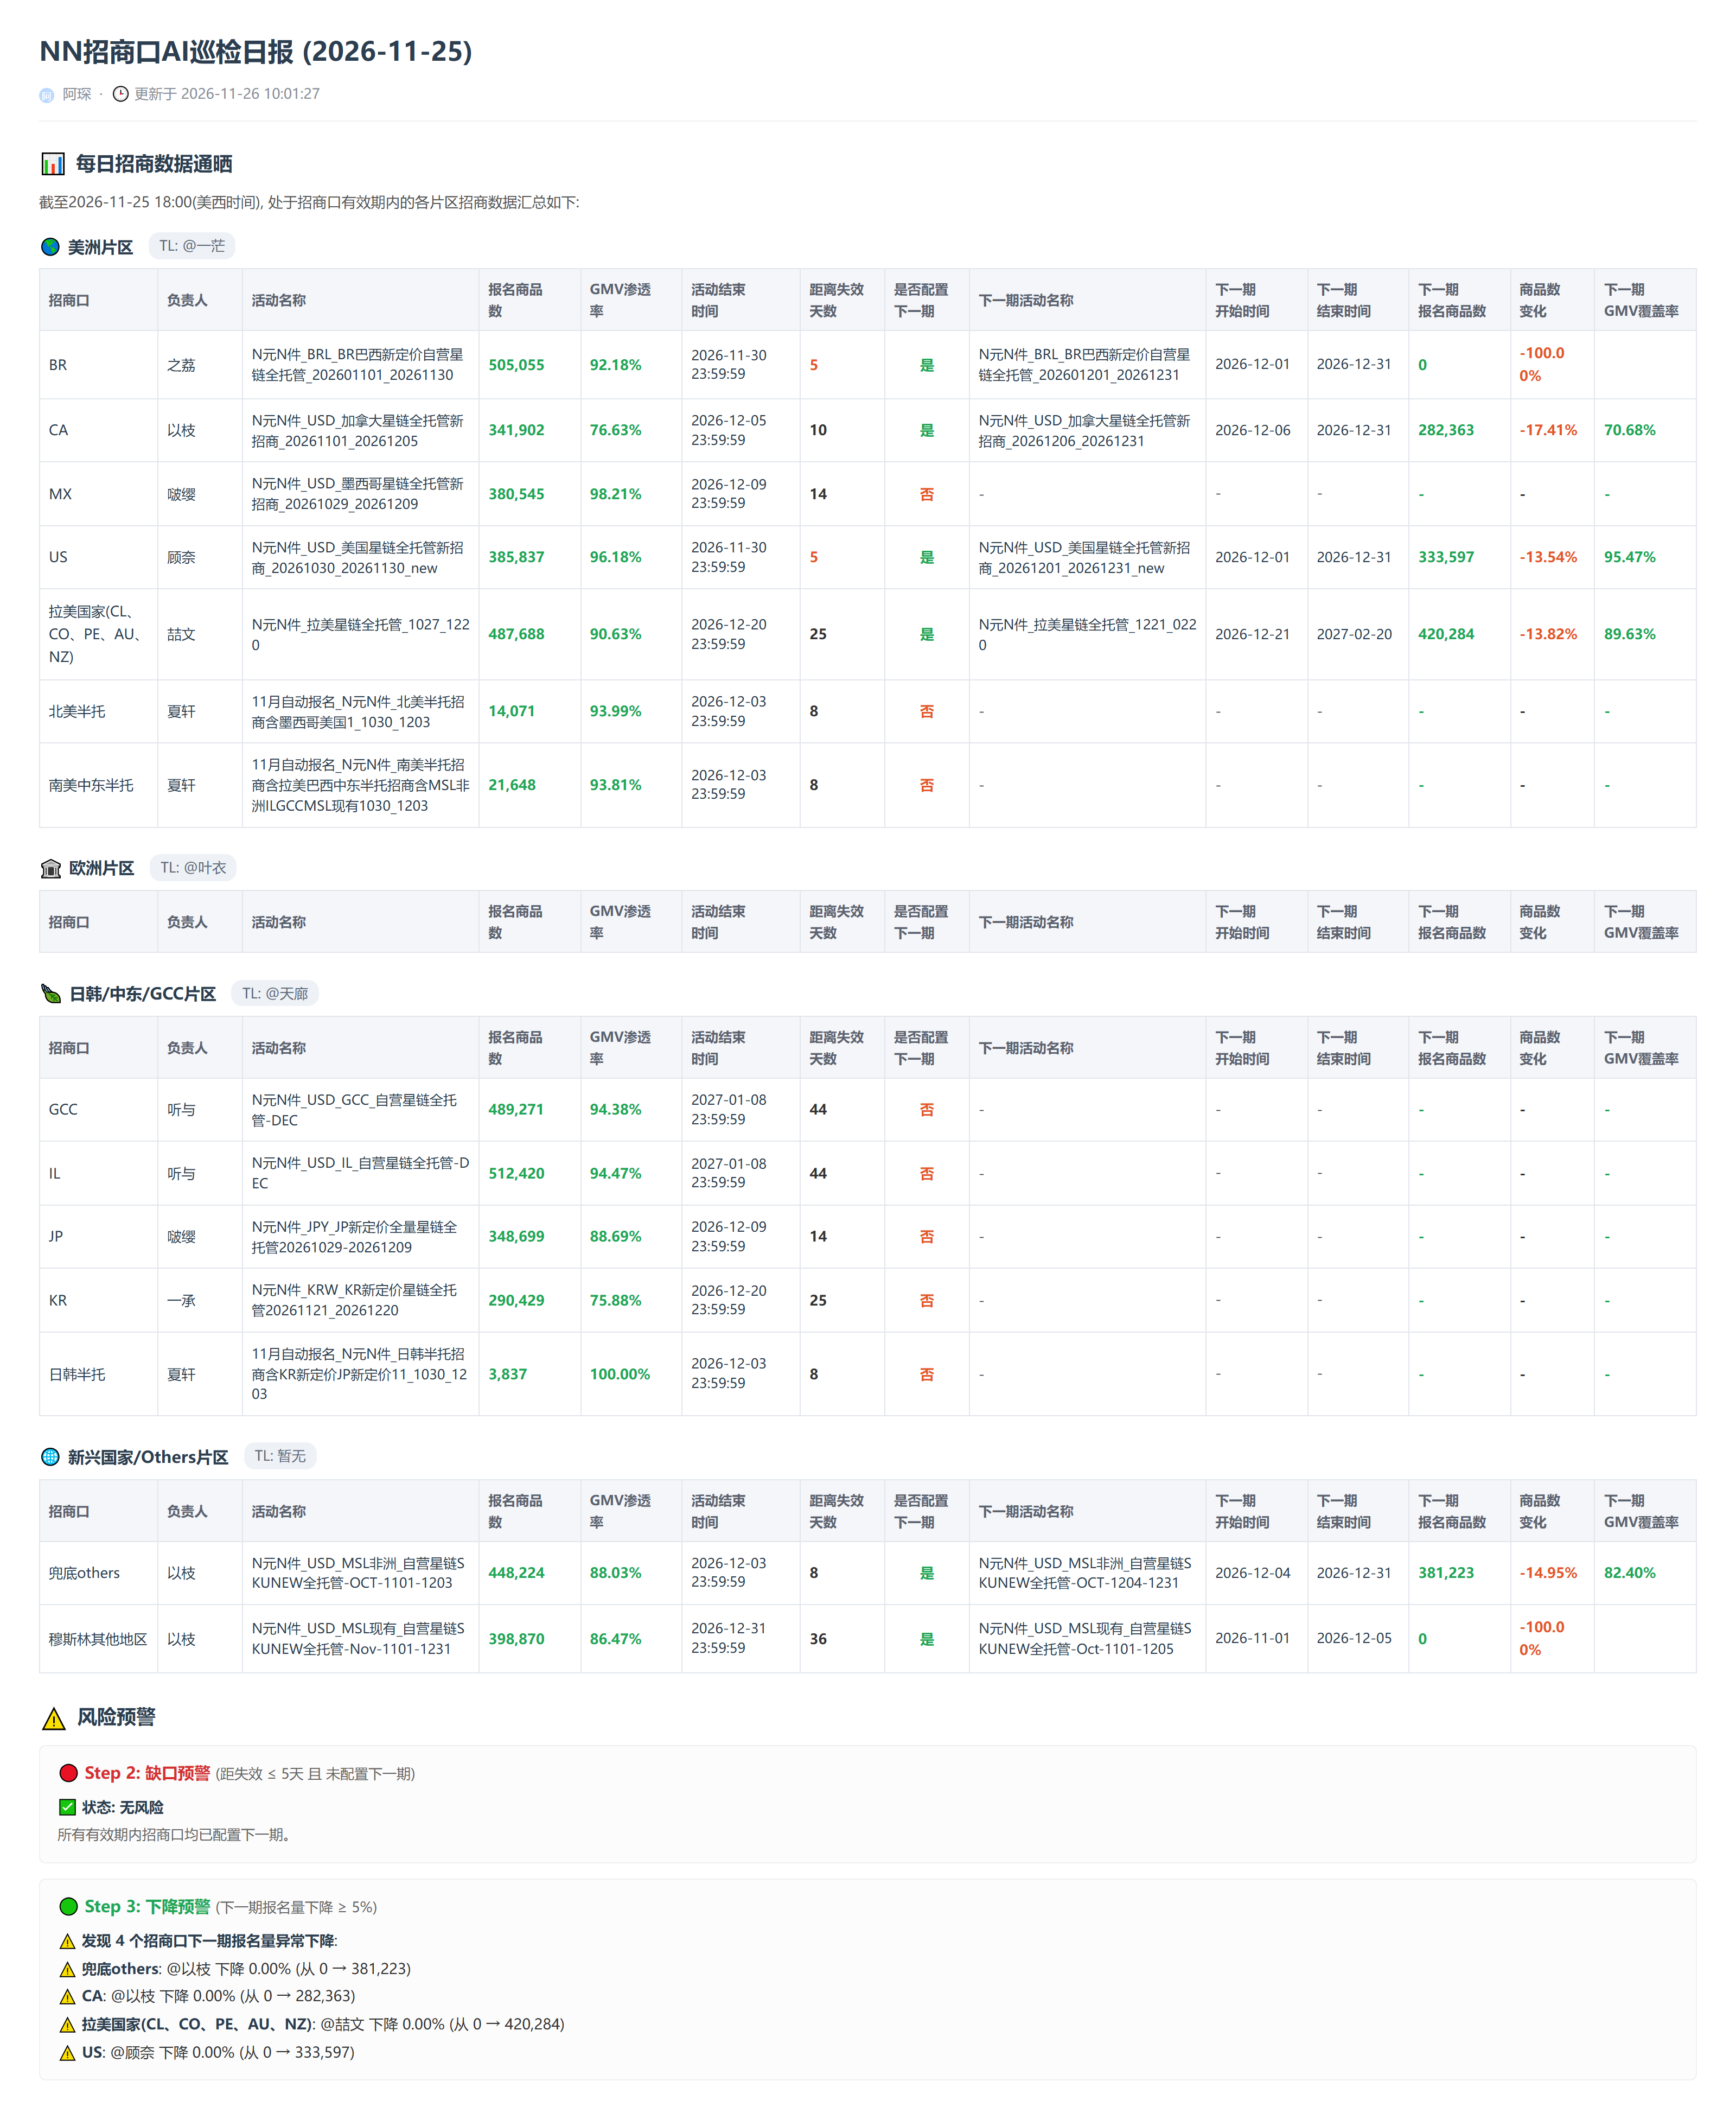 NN招商口AI巡检日报 (2026-11-25)
阿 阿琛 · 更新于 2026-11-26 10:01:27
每日招商数据通晒
截至2026-11-25 18:00(美西时间), 处于招商口有效期内的各片区招商数据汇总如下:
美洲片区 TL: @一茫
招商口 负责人 活动名称 报名商品数 GMV渗透率 活动结束时间 距离失效天数 是否配置下一期 下一期活动名称 下一期开始时间 下一期结束时间 下一期报名商品数 商品数变化 下一期GMV覆盖率
BR 之荔 N元N件_BRL_BR巴西新定价自营星链全托管_202601101_20261130 505,055 92.18% 2026-11-30 23:59:59 5 是 N元N件_BRL_BR巴西新定价自营星链全托管_202601201_20261231 2026-12-01 2026-12-31 0 -100.00%
CA 以枝 N元N件_USD_加拿大星链全托管新招商_20261101_20261205 341,902 76.63% 2026-12-05 23:59:59 10 是 N元N件_USD_加拿大星链全托管新招商_20261206_20261231 2026-12-06 2026-12-31 282,363 -17.41% 70.68%
MX 啵缨 N元N件_USD_墨西哥星链全托管新招商_20261029_20261209 380,545 98.21% 2026-12-09 23:59:59 14 否 - - - - - -
US 顾奈 N元N件_USD_美国星链全托管新招商_20261030_20261130_new 385,837 96.18% 2026-11-30 23:59:59 5 是 N元N件_USD_美国星链全托管新招商_20261201_20261231_new 2026-12-01 2026-12-31 333,597 -13.54% 95.47%
拉美国家(CL、CO、PE、AU、NZ) 喆文 N元N件_拉美星链全托管_1027_1220 487,688 90.63% 2026-12-20 23:59:59 25 是 N元N件_拉美星链全托管_1221_0220 2026-12-21 2027-02-20 420,284 -13.82% 89.63%
北美半托 夏轩 11月自动报名_N元N件_北美半托招商含墨西哥美国1_1030_1203 14,071 93.99% 2026-12-03 23:59:59 8 否 - - - - - -
南美中东半托 夏轩 11月自动报名_N元N件_南美半托招商含拉美巴西中东半托招商含MSL非洲ILGCCMSL现有1030_1203 21,648 93.81% 2026-12-03 23:59:59 8 否 - - - - - -
欧洲片区 TL: @叶衣
招商口 负责人 活动名称 报名商品数 GMV渗透率 活动结束时间 距离失效天数 是否配置下一期 下一期活动名称 下一期开始时间 下一期结束时间 下一期报名商品数 商品数变化 下一期GMV覆盖率
日韩/中东/GCC片区 TL: @天廊
招商口 负责人 活动名称 报名商品数 GMV渗透率 活动结束时间 距离失效天数 是否配置下一期 下一期活动名称 下一期开始时间 下一期结束时间 下一期报名商品数 商品数变化 下一期GMV覆盖率
GCC 听与 N元N件_USD_GCC_自营星链全托管-DEC 489,271 94.38% 2027-01-08 23:59:59 44 否 - - - - - -
IL 听与 N元N件_USD_IL_自营星链全托管-DEC 512,420 94.47% 2027-01-08 23:59:59 44 否 - - - - - -
JP 啵缨 N元N件_JPY_JP新定价全量星链全托管20261029-20261209 348,699 88.69% 2026-12-09 23:59:59 14 否 - - - - - -
KR 一承 N元N件_KRW_KR新定价星链全托管20261121_20261220 290,429 75.88% 2026-12-20 23:59:59 25 否 - - - - - -
日韩半托 夏轩 11月自动报名_N元N件_日韩半托招商含KR新定价JP新定价11_1030_1203 3,837 100.00% 2026-12-03 23:59:59 8 否 - - - - - -
新兴国家/Others片区 TL: 暂无
招商口 负责人 活动名称 报名商品数 GMV渗透率 活动结束时间 距离失效天数 是否配置下一期 下一期活动名称 下一期开始时间 下一期结束时间 下一期报名商品数 商品数变化 下一期GMV覆盖率
兜底others 以枝 N元N件_USD_MSL非洲_自营星链SKUNEW全托管-OCT-1101-1203 448,224 88.03% 2026-12-03 23:59:59 8 是 N元N件_USD_MSL非洲_自营星链SKUNEW全托管-OCT-1204-1231 2026-12-04 2026-12-31 381,223 -14.95% 82.40%
穆斯林其他地区 以枝 N元N件_USD_MSL现有_自营星链SKUNEW全托管-Nov-1101-1231 398,870 86.47% 2026-12-31 23:59:59 36 是 N元N件_USD_MSL现有_自营星链SKUNEW全托管-Oct-1101-1205 2026-11-01 2026-12-05 0 -100.00%
风险预警
Step 2: 缺口预警 (距失效 ≤ 5天 且 未配置下一期)
状态: 无风险
所有有效期内招商口均已配置下一期。
Step 3: 下降预警 (下一期报名量下降 ≥ 5%)
发现 4 个招商口下一期报名量异常下降:
兜底others: @以枝 下降 0.00% (从 0 → 381,223)
CA: @以枝 下降 0.00% (从 0 → 282,363)
拉美国家(CL、CO、PE、AU、NZ): @喆文 下降 0.00% (从 0 → 420,284)
US: @顾奈 下降 0.00% (从 0 → 333,597)